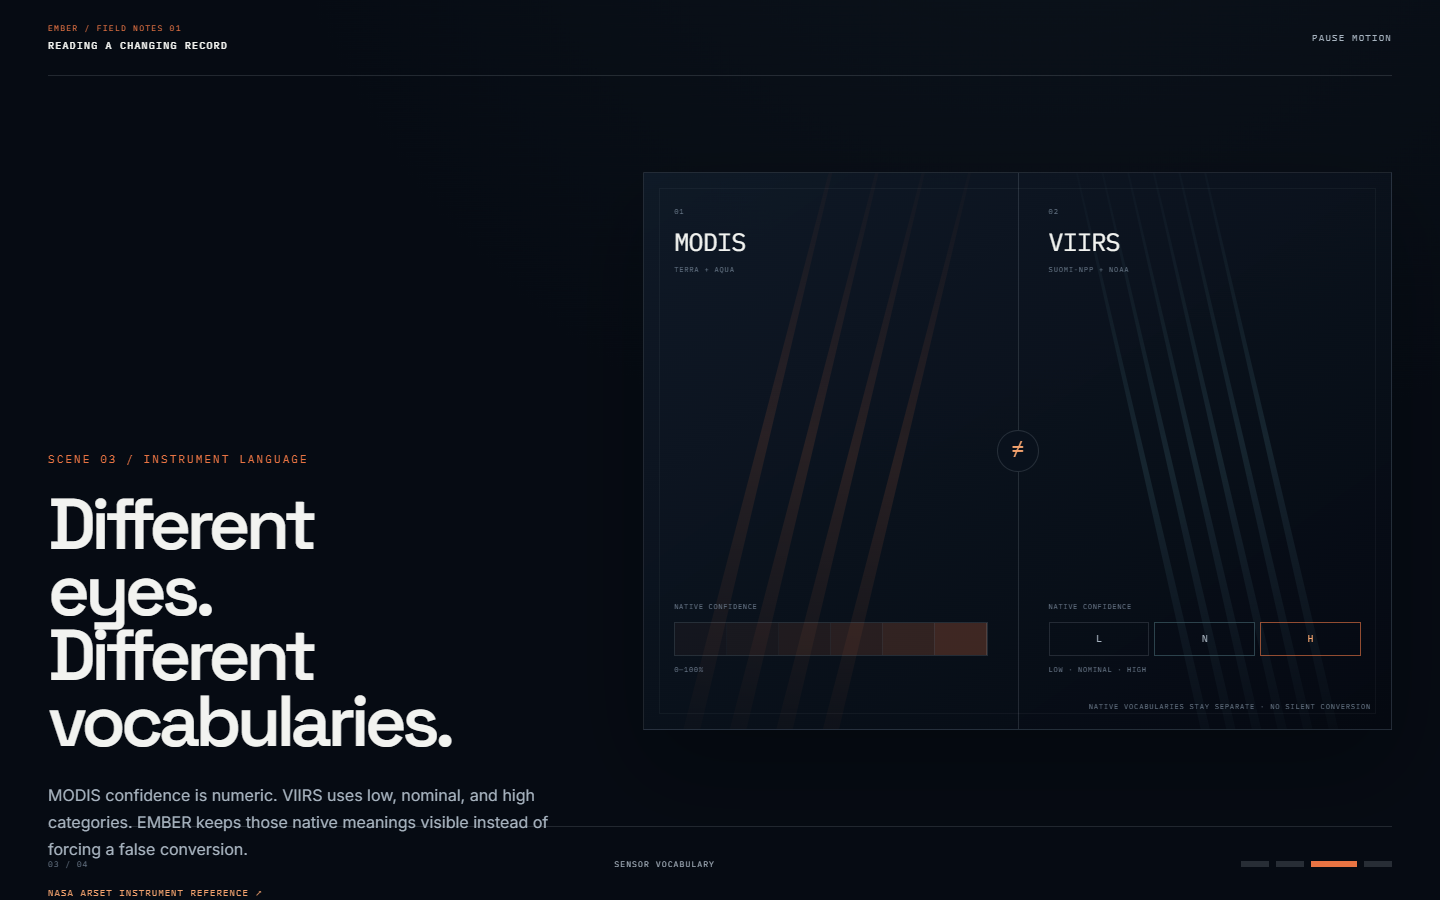 EMBER / FIELD NOTES 01
READING A CHANGING RECORD
PAUSE MOTION
SCENE 03 / INSTRUMENT LANGUAGE
Different
eyes.
Different
vocabularies.
MODIS confidence is numeric. VIIRS uses low, nominal, and high
categories. EMBER keeps those native meanings visible instead of
forcing a false conversion.
NASA ARSET INSTRUMENT REFERENCE ↗
01
MODIS
TERRA + AQUA
NATIVE CONFIDENCE
0—100%
≠
02
VIIRS
SUOMI-NPP + NOAA
NATIVE CONFIDENCE
L N H
LOW · NOMINAL · HIGH
NATIVE VOCABULARIES STAY SEPARATE · NO SILENT CONVERSION
03 / 04
SENSOR VOCABULARY